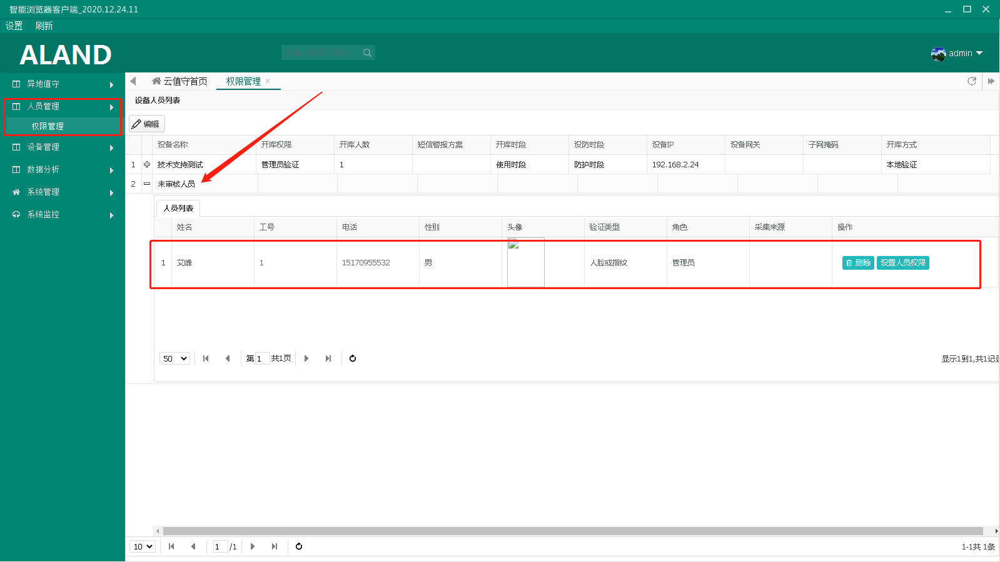 智能浏览器客户端_2020.12.24.11
设置 刷新
ALAND
admin
异地值守
人员管理
权限管理
设备管理
数据分析
系统管理
系统监控
云值守首页 权限管理 ×
设备人员列表
编辑
设备名称 开库权限 开库人数 短信警报方案 开库时段 设防时段 设备IP 设备网关 子网掩码 开库方式
1 技术支持测试 管理员验证 1 使用时段 防护时段 192.168.2.24 本地验证
2 未审核人员
人员列表
姓名 工号 电话 性别 头像 验证类型 角色 采集来源 操作
1 艾峰 1 15170955532 男 人脸或指纹 管理员 删除 设置人员权限
50 第 1 共1页 显示1到1,共1记录
10 1 /1 1-1共 1条